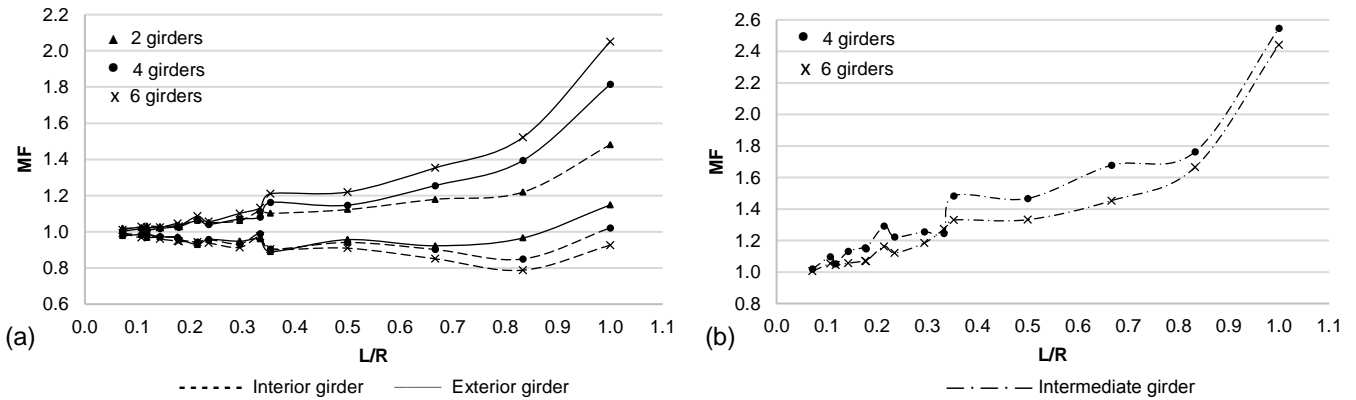 2.2
2.0
1.8
1.6
1.4
1.2
1.0
0.8
0.6
MF
▲ 2 girders
● 4 girders
x 6 girders
0.0 0.1 0.2 0.3 0.4 0.5 0.6 0.7 0.8 0.9 1.0 1.1
(a)
L/R
Interior girder Exterior girder
2.6
2.4
2.2
2.0
1.8
1.6
1.4
1.2
1.0
0.8
MF
● 4 girders
x 6 girders
0.0 0.1 0.2 0.3 0.4 0.5 0.6 0.7 0.8 0.9 1.0 1.1
(b)
L/R
Intermediate girder